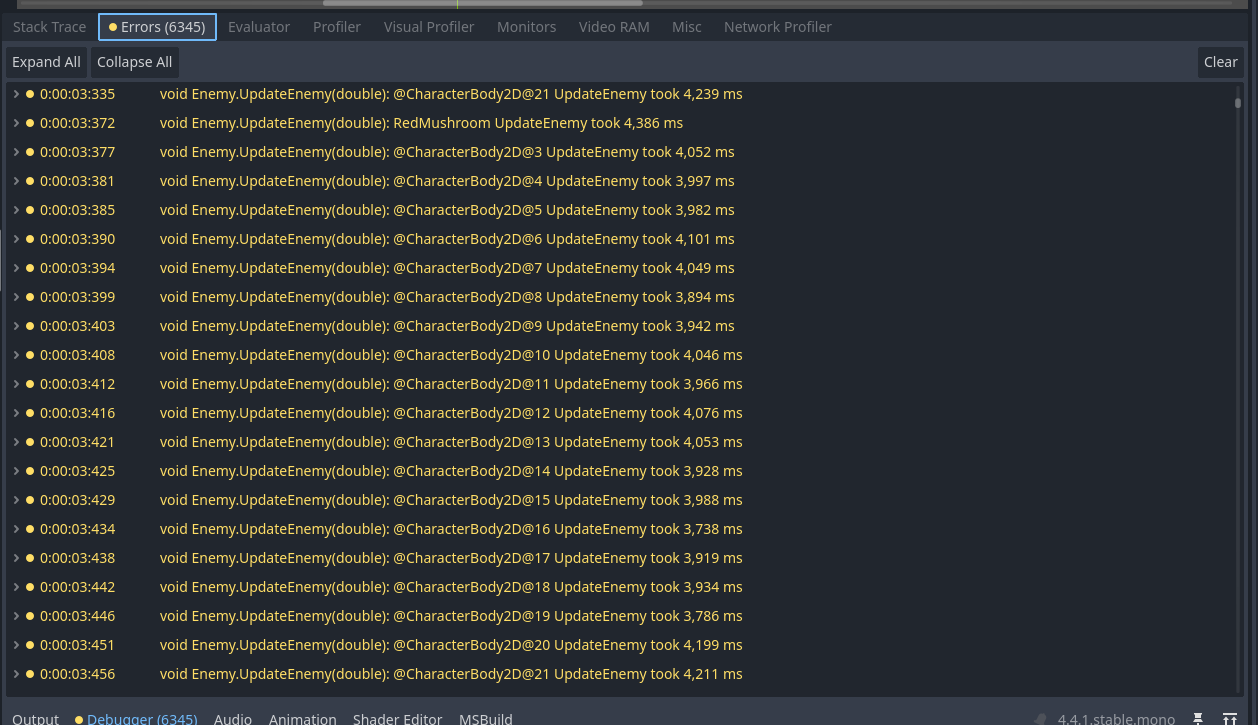 Stack Trace Errors (6345) Evaluator Profiler Visual Profiler Monitors Video RAM Misc Network Profiler
Expand All Collapse All Clear
0:00:03:335 void Enemy.UpdateEnemy(double): @CharacterBody2D@21 UpdateEnemy took 4,239 ms
0:00:03:372 void Enemy.UpdateEnemy(double): RedMushroom UpdateEnemy took 4,386 ms
0:00:03:377 void Enemy.UpdateEnemy(double): @CharacterBody2D@3 UpdateEnemy took 4,052 ms
0:00:03:381 void Enemy.UpdateEnemy(double): @CharacterBody2D@4 UpdateEnemy took 3,997 ms
0:00:03:385 void Enemy.UpdateEnemy(double): @CharacterBody2D@5 UpdateEnemy took 3,982 ms
0:00:03:390 void Enemy.UpdateEnemy(double): @CharacterBody2D@6 UpdateEnemy took 4,101 ms
0:00:03:394 void Enemy.UpdateEnemy(double): @CharacterBody2D@7 UpdateEnemy took 4,049 ms
0:00:03:399 void Enemy.UpdateEnemy(double): @CharacterBody2D@8 UpdateEnemy took 3,894 ms
0:00:03:403 void Enemy.UpdateEnemy(double): @CharacterBody2D@9 UpdateEnemy took 3,942 ms
0:00:03:408 void Enemy.UpdateEnemy(double): @CharacterBody2D@10 UpdateEnemy took 4,046 ms
0:00:03:412 void Enemy.UpdateEnemy(double): @CharacterBody2D@11 UpdateEnemy took 3,966 ms
0:00:03:416 void Enemy.UpdateEnemy(double): @CharacterBody2D@12 UpdateEnemy took 4,076 ms
0:00:03:421 void Enemy.UpdateEnemy(double): @CharacterBody2D@13 UpdateEnemy took 4,053 ms
0:00:03:425 void Enemy.UpdateEnemy(double): @CharacterBody2D@14 UpdateEnemy took 3,928 ms
0:00:03:429 void Enemy.UpdateEnemy(double): @CharacterBody2D@15 UpdateEnemy took 3,988 ms
0:00:03:434 void Enemy.UpdateEnemy(double): @CharacterBody2D@16 UpdateEnemy took 3,738 ms
0:00:03:438 void Enemy.UpdateEnemy(double): @CharacterBody2D@17 UpdateEnemy took 3,919 ms
0:00:03:442 void Enemy.UpdateEnemy(double): @CharacterBody2D@18 UpdateEnemy took 3,934 ms
0:00:03:446 void Enemy.UpdateEnemy(double): @CharacterBody2D@19 UpdateEnemy took 3,786 ms
0:00:03:451 void Enemy.UpdateEnemy(double): @CharacterBody2D@20 UpdateEnemy took 4,199 ms
0:00:03:456 void Enemy.UpdateEnemy(double): @CharacterBody2D@21 UpdateEnemy took 4,211 ms
Output Debugger (6345) Audio Animation Shader Editor MSBuild 4.4.1.stable.mono